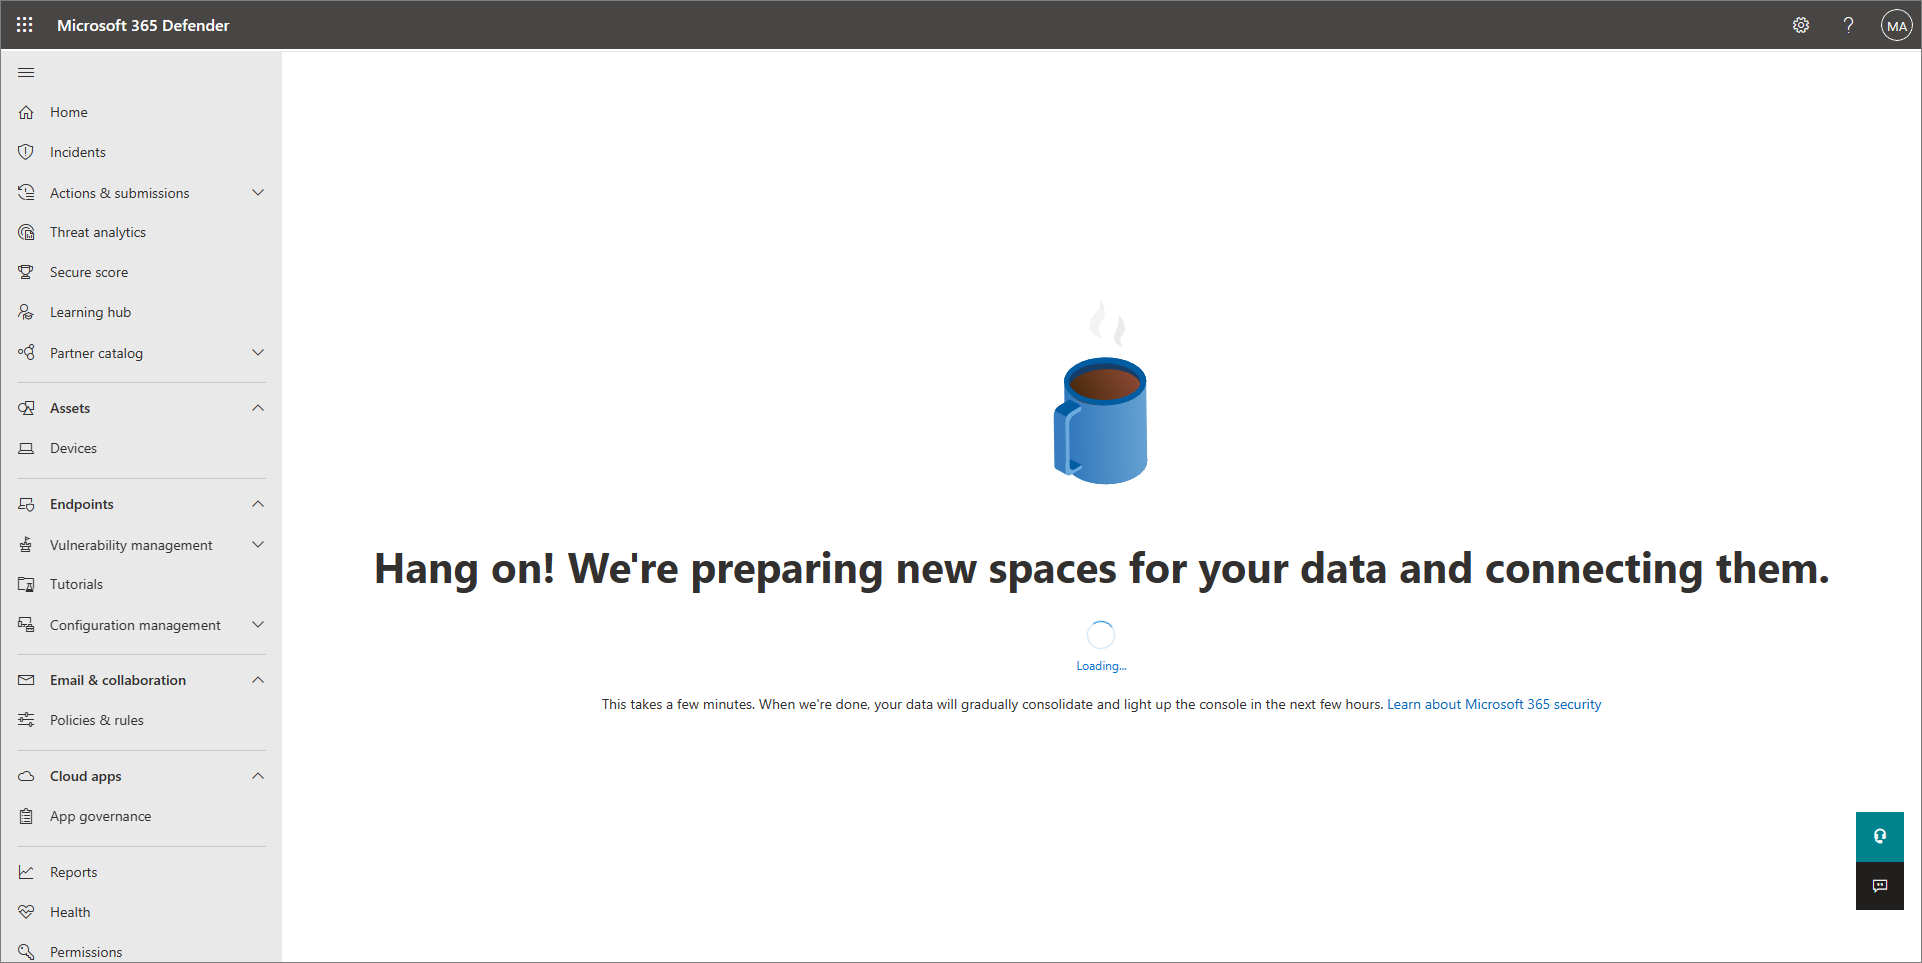 Microsoft 365 Defender
MA
Home
Incidents
Actions & submissions
Threat analytics
Secure score
Learning hub
Partner catalog
Assets
Devices
Endpoints
Vulnerability management
Tutorials
Configuration management
Email & collaboration
Policies & rules
Cloud apps
App governance
Reports
Health
Permissions
Hang on! We're preparing new spaces for your data and connecting them.
Loading...
This takes a few minutes. When we're done, your data will gradually consolidate and light up the console in the next few hours. Learn about Microsoft 365 security